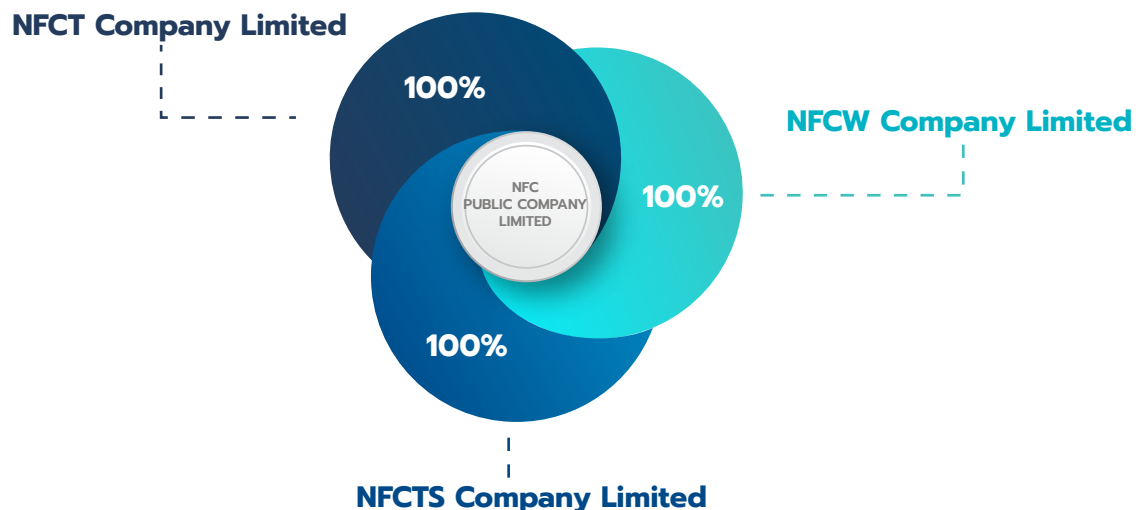 NFCT Company Limited
100%
NFCW Company Limited
100%
NFC
PUBLIC COMPANY
LIMITED
100%
NFCTS Company Limited